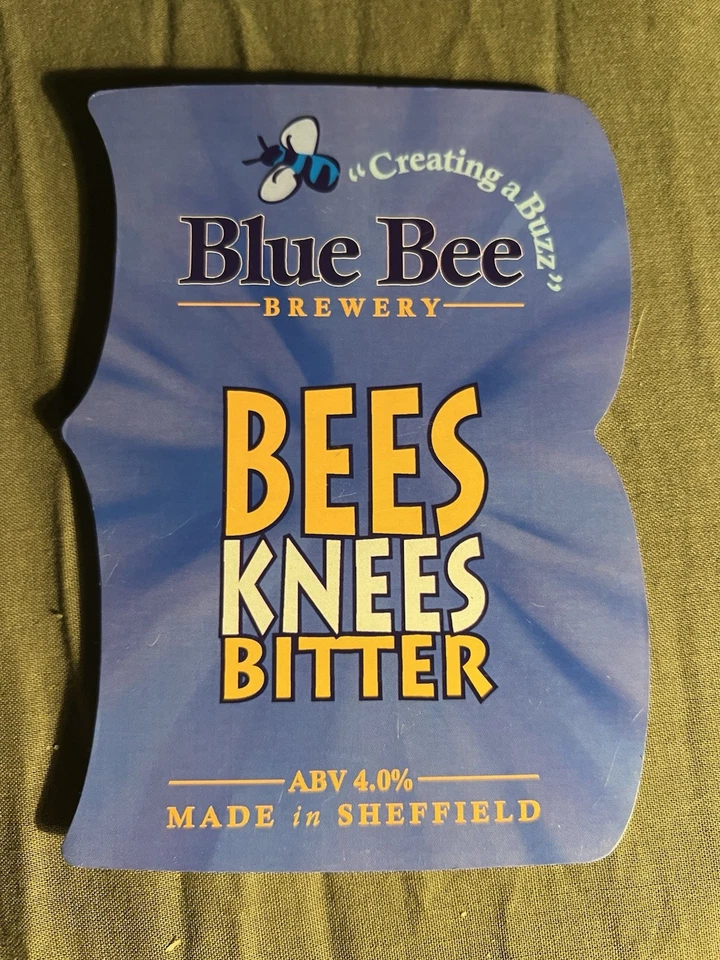 "Creating a Buzz"
Blue Bee
BREWERY
BEES
KNEES
BITTER
ABV 4.0%
MADE in SHEFFIELD